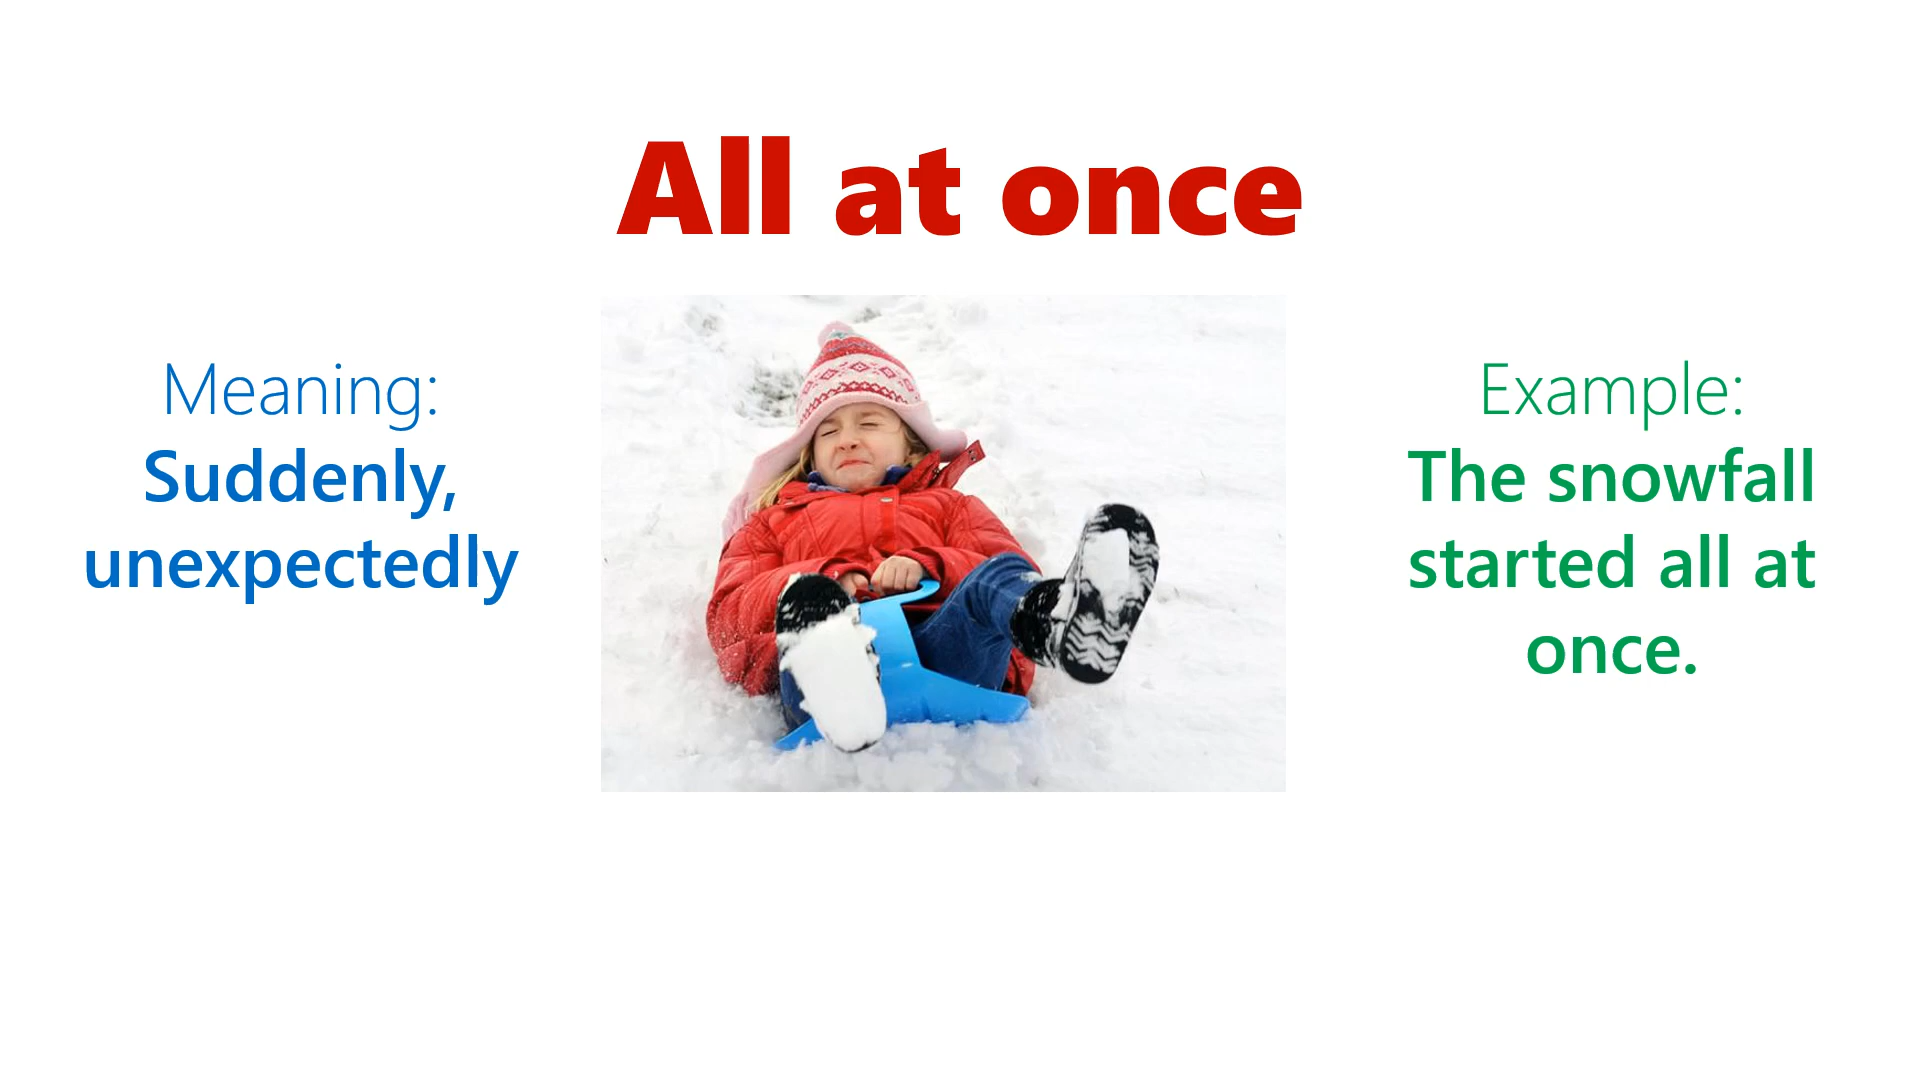 All at once
Meaning:
Suddenly,
unexpectedly
Example:
The snowfall
started all at
once.